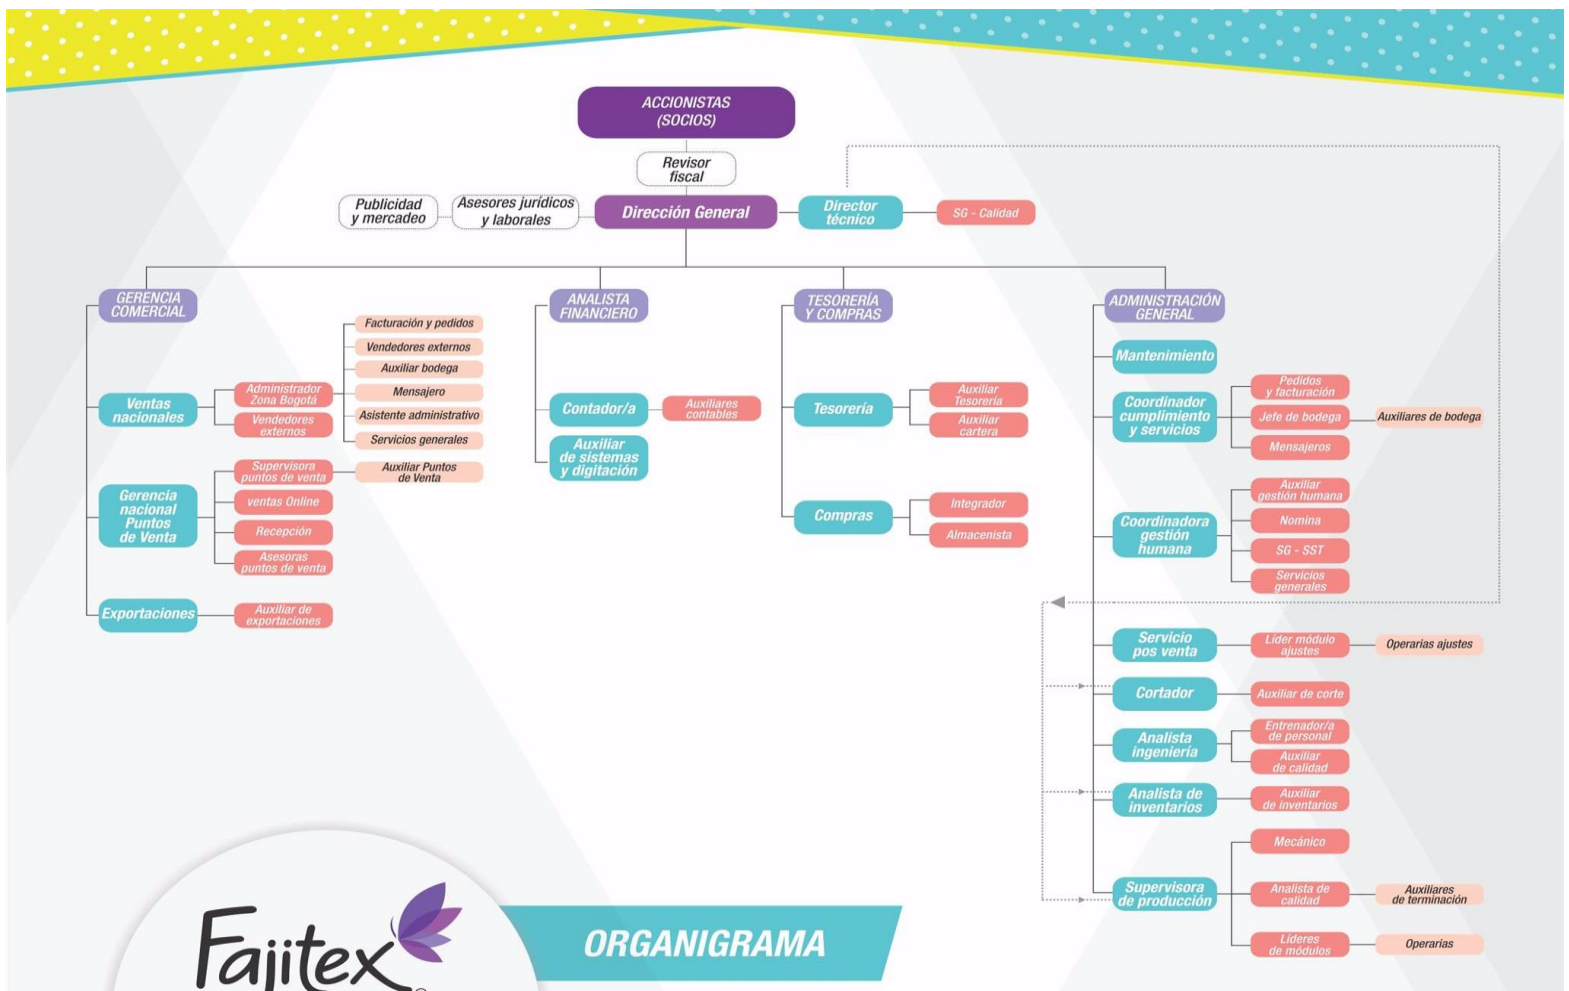 ACCIONISTAS
(SOCIOS)
Revisor
fiscal
Publicidad
y mercadeo
Asesores jurídicos
y laborales
Dirección General
Director
técnico
SG - Calidad
GERENCIA
COMERCIAL
Ventas
nacionales
Administrador
Zona Bogotá
Vendedores
externos
Facturación y pedidos
Vendedores externos
Auxiliar bodega
Mensajero
Asistente administrativo
Servicios generales
Gerencia
nacional
Puntos
de Venta
Supervisora
puntos de venta
Auxiliar Puntos
de Venta
ventas Online
Recepción
Asesoras
puntos de venta
Exportaciones
Auxiliar de
exportaciones
ANALISTA
FINANCIERO
Contador/a
Auxiliares
contables
Auxiliar
de sistemas
y digitación
TESORERÍA
Y COMPRAS
Tesorería
Auxiliar
Tesorería
Auxiliar
cartera
Compras
Integrador
Almacenista
ADMINISTRACIÓN
GENERAL
Mantenimiento
Coordinador
cumplimiento
y servicios
Pedidos
y facturación
Jefe de bodega
Auxiliares de bodega
Mensajeros
Coordinadora
gestión
humana
Auxiliar
gestión humana
Nomina
SG - SST
Servicios
generales
Servicio
pos venta
Líder módulo
ajustes
Operarias ajustes
Cortador
Auxiliar de corte
Analista
ingeniería
Entrenador/a
de personal
Auxiliar
de calidad
Analista de
inventarios
Auxiliar
de inventarios
Supervisora
de producción
Mecánico
Analista de
calidad
Auxiliares
de terminación
Líderes
de módulos
Operarias
Fajitex
ORGANIGRAMA